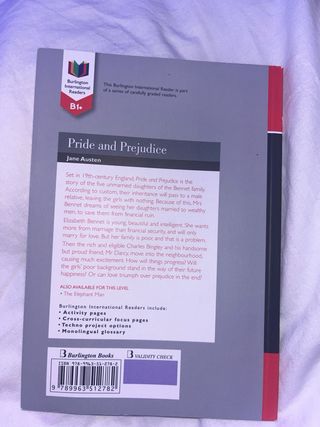 Burlington
International
Readers
B1+
This Burlington International Reader is part
of a series of carefully graded readers.
Pride and Prejudice
Jane Austen
Set in 19th-century England, Pride and Prejudice is the
story of the five unmarried daughters of the Bennet family.
According to custom, their inheritance will pass to a male
relative, leaving the girls with nothing. Because of this, Mrs
Bennet dreams of seeing her daughters married to wealthy
men, to save them from financial ruin.
Elizabeth Bennet is young, beautiful and intelligent. She wants
more from marriage than financial security, and will only
marry for love. But her family is poor, and that is a problem.
Then the rich and eligible Charles Bingley and his handsome
but proud friend, Mr Darcy, move into the neighbourhood,
causing much excitement. How will things progress? Will
the girls' poor background stand in the way of their future
happiness? Or can love triumph over prejudice in the end?
ALSO AVAILABLE FOR THIS LEVEL
• The Elephant Man
Burlington International Readers include:
• Activity pages
• Cross-curricular focus pages
• Techno project options
• Monolingual glossary
B Burlington Books
B VALIDITY CHECK
ISBN 978-9963-51-278-2
9 789963 512782